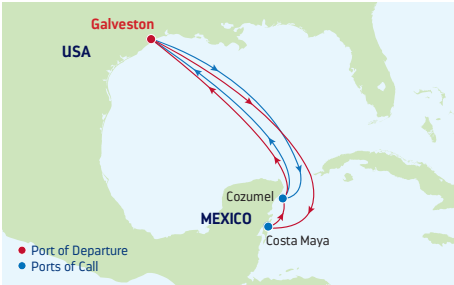 Galveston
USA
Cozumel
MEXICO
Costa Maya
Port of Departure
Ports of Call